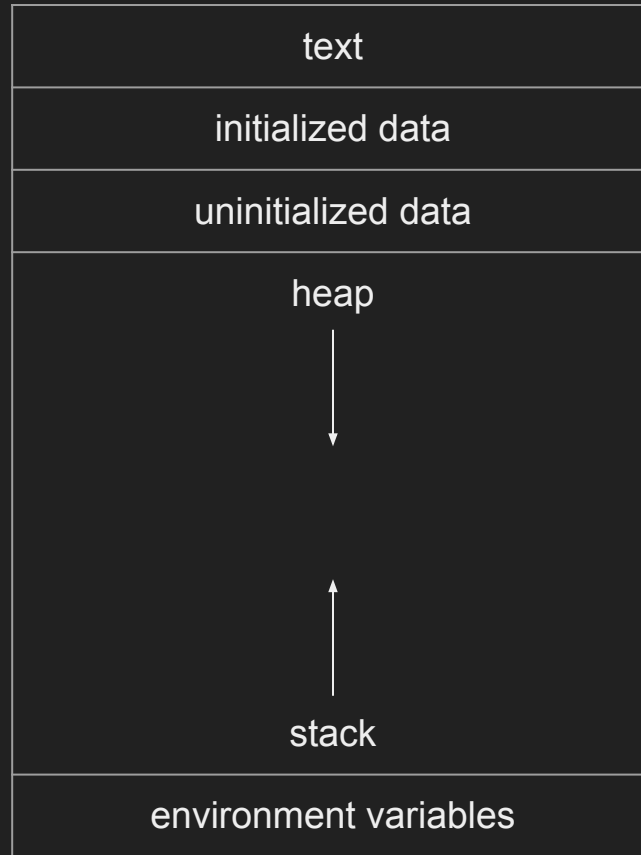 text
initialized data
uninitialized data
heap
stack
environment variables